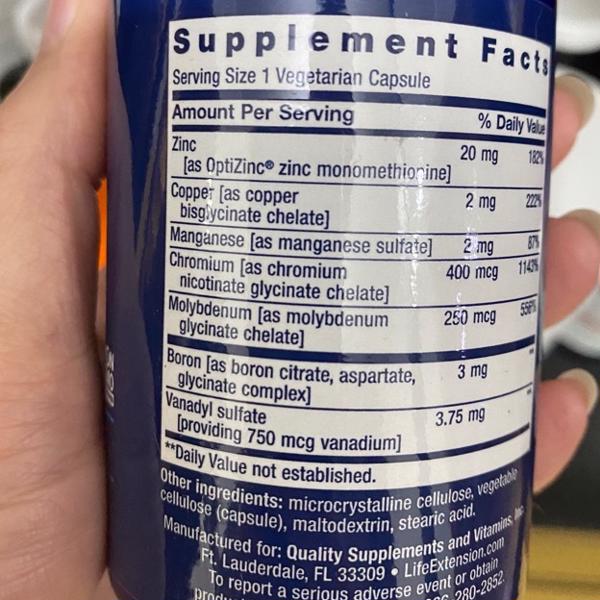 Supplement Facts
Serving Size 1 Vegetarian Capsule
Amount Per Serving % Daily Value
Zinc 20 mg 182%
[as OptiZinc® zinc monomethionine]
Copper [as copper 2 mg 222%
bisglycinate chelate]
Manganese [as manganese sulfate] 2 mg 87%
Chromium [as chromium 400 mcg 1143%
nicotinate glycinate chelate]
Molybdenum [as molybdenum 250 mcg 556%
glycinate chelate]
Boron [as boron citrate, aspartate, 3 mg **
glycinate complex]
Vanadyl sulfate 3.75 mg **
[providing 750 mcg vanadium]
**Daily Value not established.
Other ingredients: microcrystalline cellulose, vegetable
cellulose (capsule), maltodextrin, stearic acid.
Manufactured for: Quality Supplements and Vitamins, Inc.
Ft. Lauderdale, FL 33309 • LifeExtension.com
To report a serious adverse event or obtain
280-2852